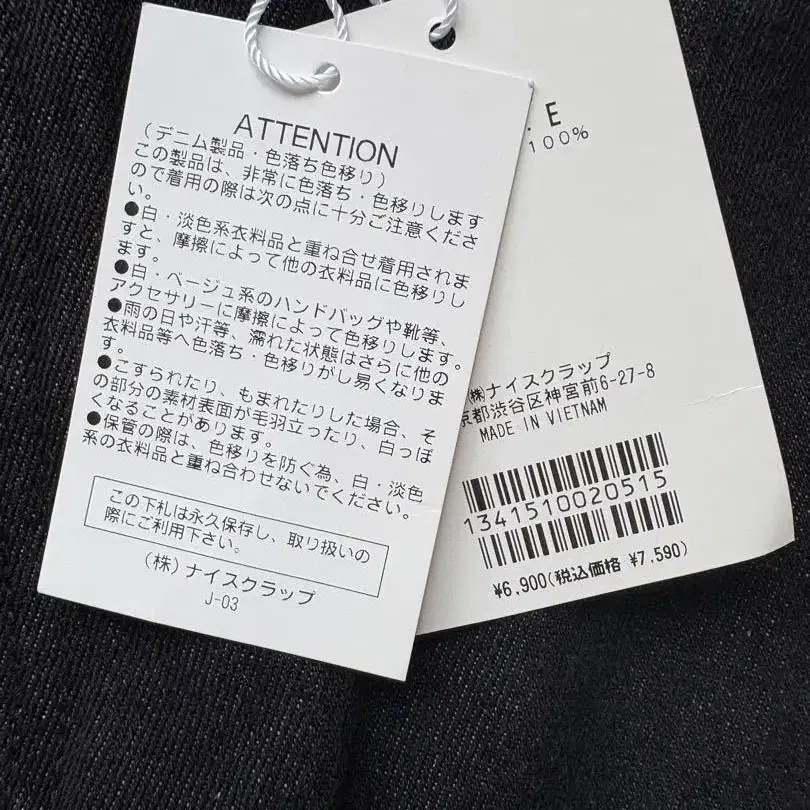 ATTENTION
(デニム製品・色落ち色移り)
この製品は、非常に色落ち・色移りします
ので着用の際は次の点に十分ご注意くださ
い。
●白・淡色系衣料品と重ね合せ着用されま
すと、摩擦によって他の衣料品に色移りし
ます。
●白・ベージュ系のハンドバッグや靴等、
アクセサリーに摩擦によって色移りします。
●雨の日や汗等、濡れた状態はさらに他の
衣料品等へ色落ち・色移りがし易くなりま
す。
●こすられたり、もまれたりした場合、そ
の部分の素材表面が毛羽立ったり、白っぽ
くなることがあります。
●保管の際は、色移りを防ぐ為、白・淡色
系の衣料品と重ね合わせないでください。
この下札は永久保存し、取り扱いの
際にご利用下さい。
(株)ナイスクラップ
J-03
. E
100%
(株)ナイスクラップ
京都渋谷区神宮前6-27-8
MADE IN VIETNAM
1341510020515
¥6,900(税込価格 ¥7,590)